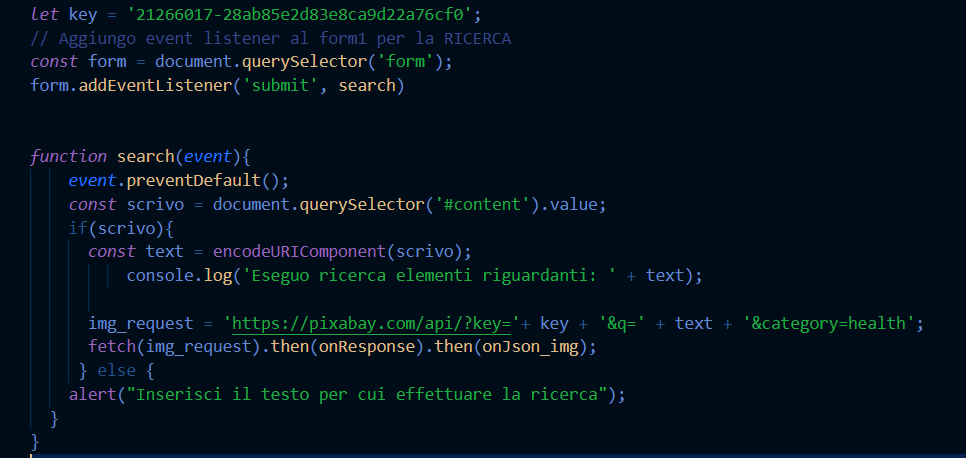 let key = '21266017-28ab85e2d83e8ca9d22a76cf0';
// Aggiungo event listener al form1 per la RICERCA
const form = document.querySelector('form');
form.addEventListener('submit', search)
function search(event){
event.preventDefault();
const scrivo = document.querySelector('#content').value;
if(scrivo){
const text = encodeURIComponent(scrivo);
console.log('Eseguo ricerca elementi riguardanti: ' + text);
img_request = 'https://pixabay.com/api/?key='+ key + '&q=' + text + '&category=health';
fetch(img_request).then(onResponse).then(onJson_img);
} else {
alert("Inserisci il testo per cui effettuare la ricerca");
}
}